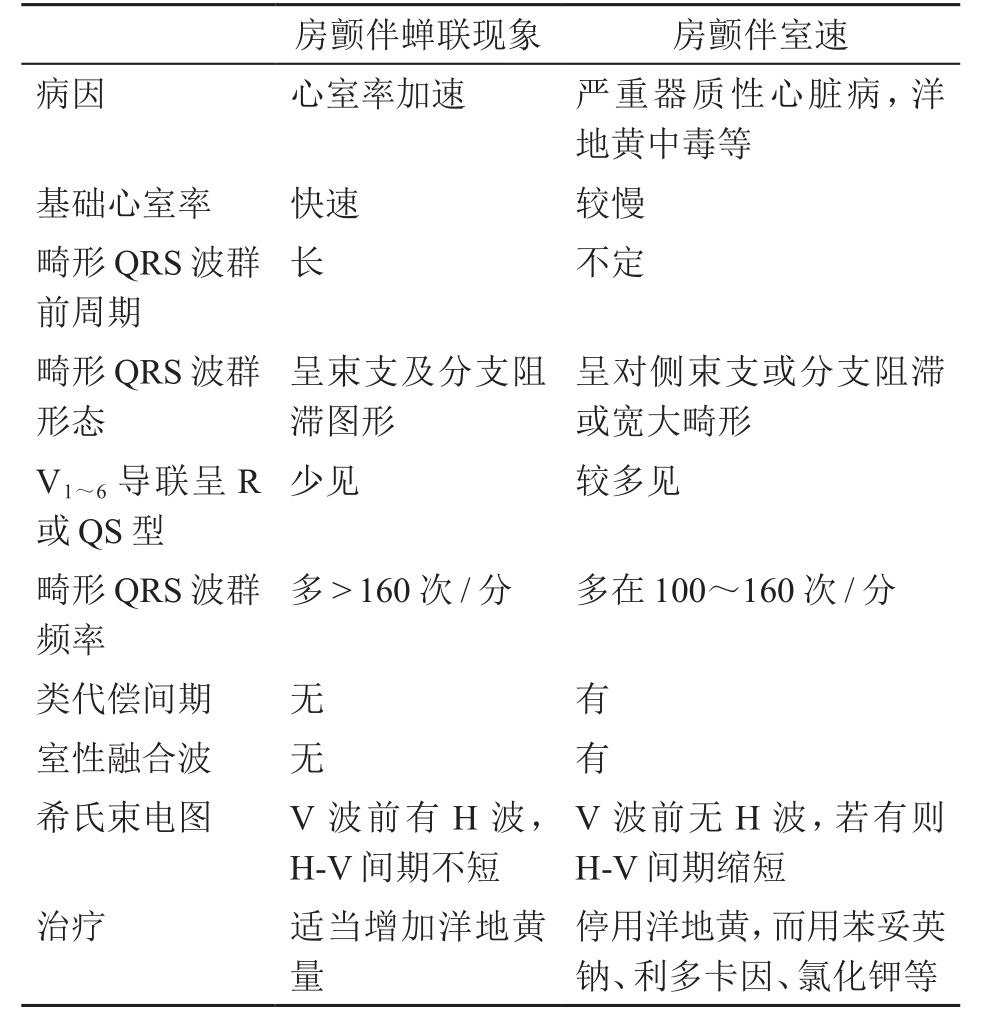 房颤伴蝉联现象 房颤伴室速
病因 心室率加速 严重器质性心脏病，洋
地黄中毒等
基础心室率 快速 较慢
畸形 QRS 波群 长 不定
前周期
畸形 QRS 波群 呈束支及分支阻 呈对侧束支或分支阻滞
形态 滞图形 或宽大畸形
V1～6 导联呈 R 少见 较多见
或 QS 型
畸形 QRS 波群 多 > 160 次 / 分 多在 100～160 次 / 分
频率
类代偿间期 无 有
室性融合波 无 有
希氏束电图 V 波前有 H 波， V 波前无 H 波，若有则
H-V 间期不短 H-V 间期缩短
治疗 适当增加洋地黄 停用洋地黄，而用苯妥英
量 钠、利多卡因、氯化钾等